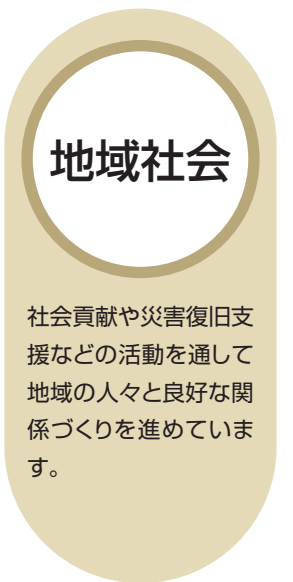 地域社会
社会貢献や災害復旧支
援などの活動を通して
地域の人々と良好な関
係づくりを進めていま
す。